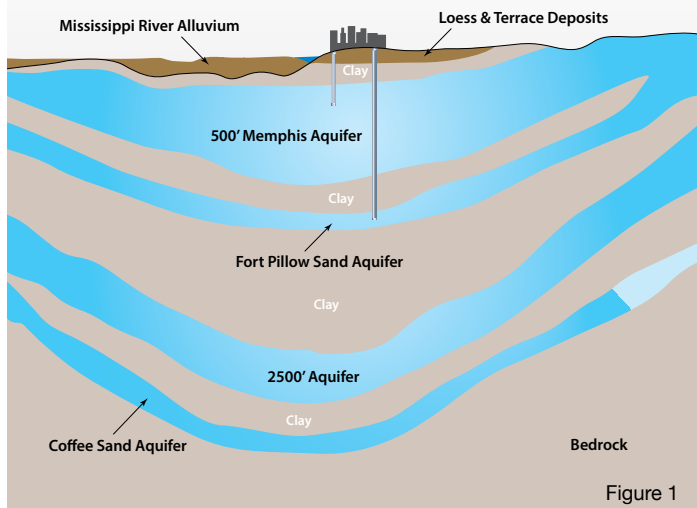 Loess & Terrace Deposits
Mississippi River Alluvium
Clay
500’ Memphis Aquifer
Clay
Fort Pillow Sand Aquifer
Clay
2500’ Aquifer
Clay
Coffee Sand Aquifer
Bedrock
Figure 1